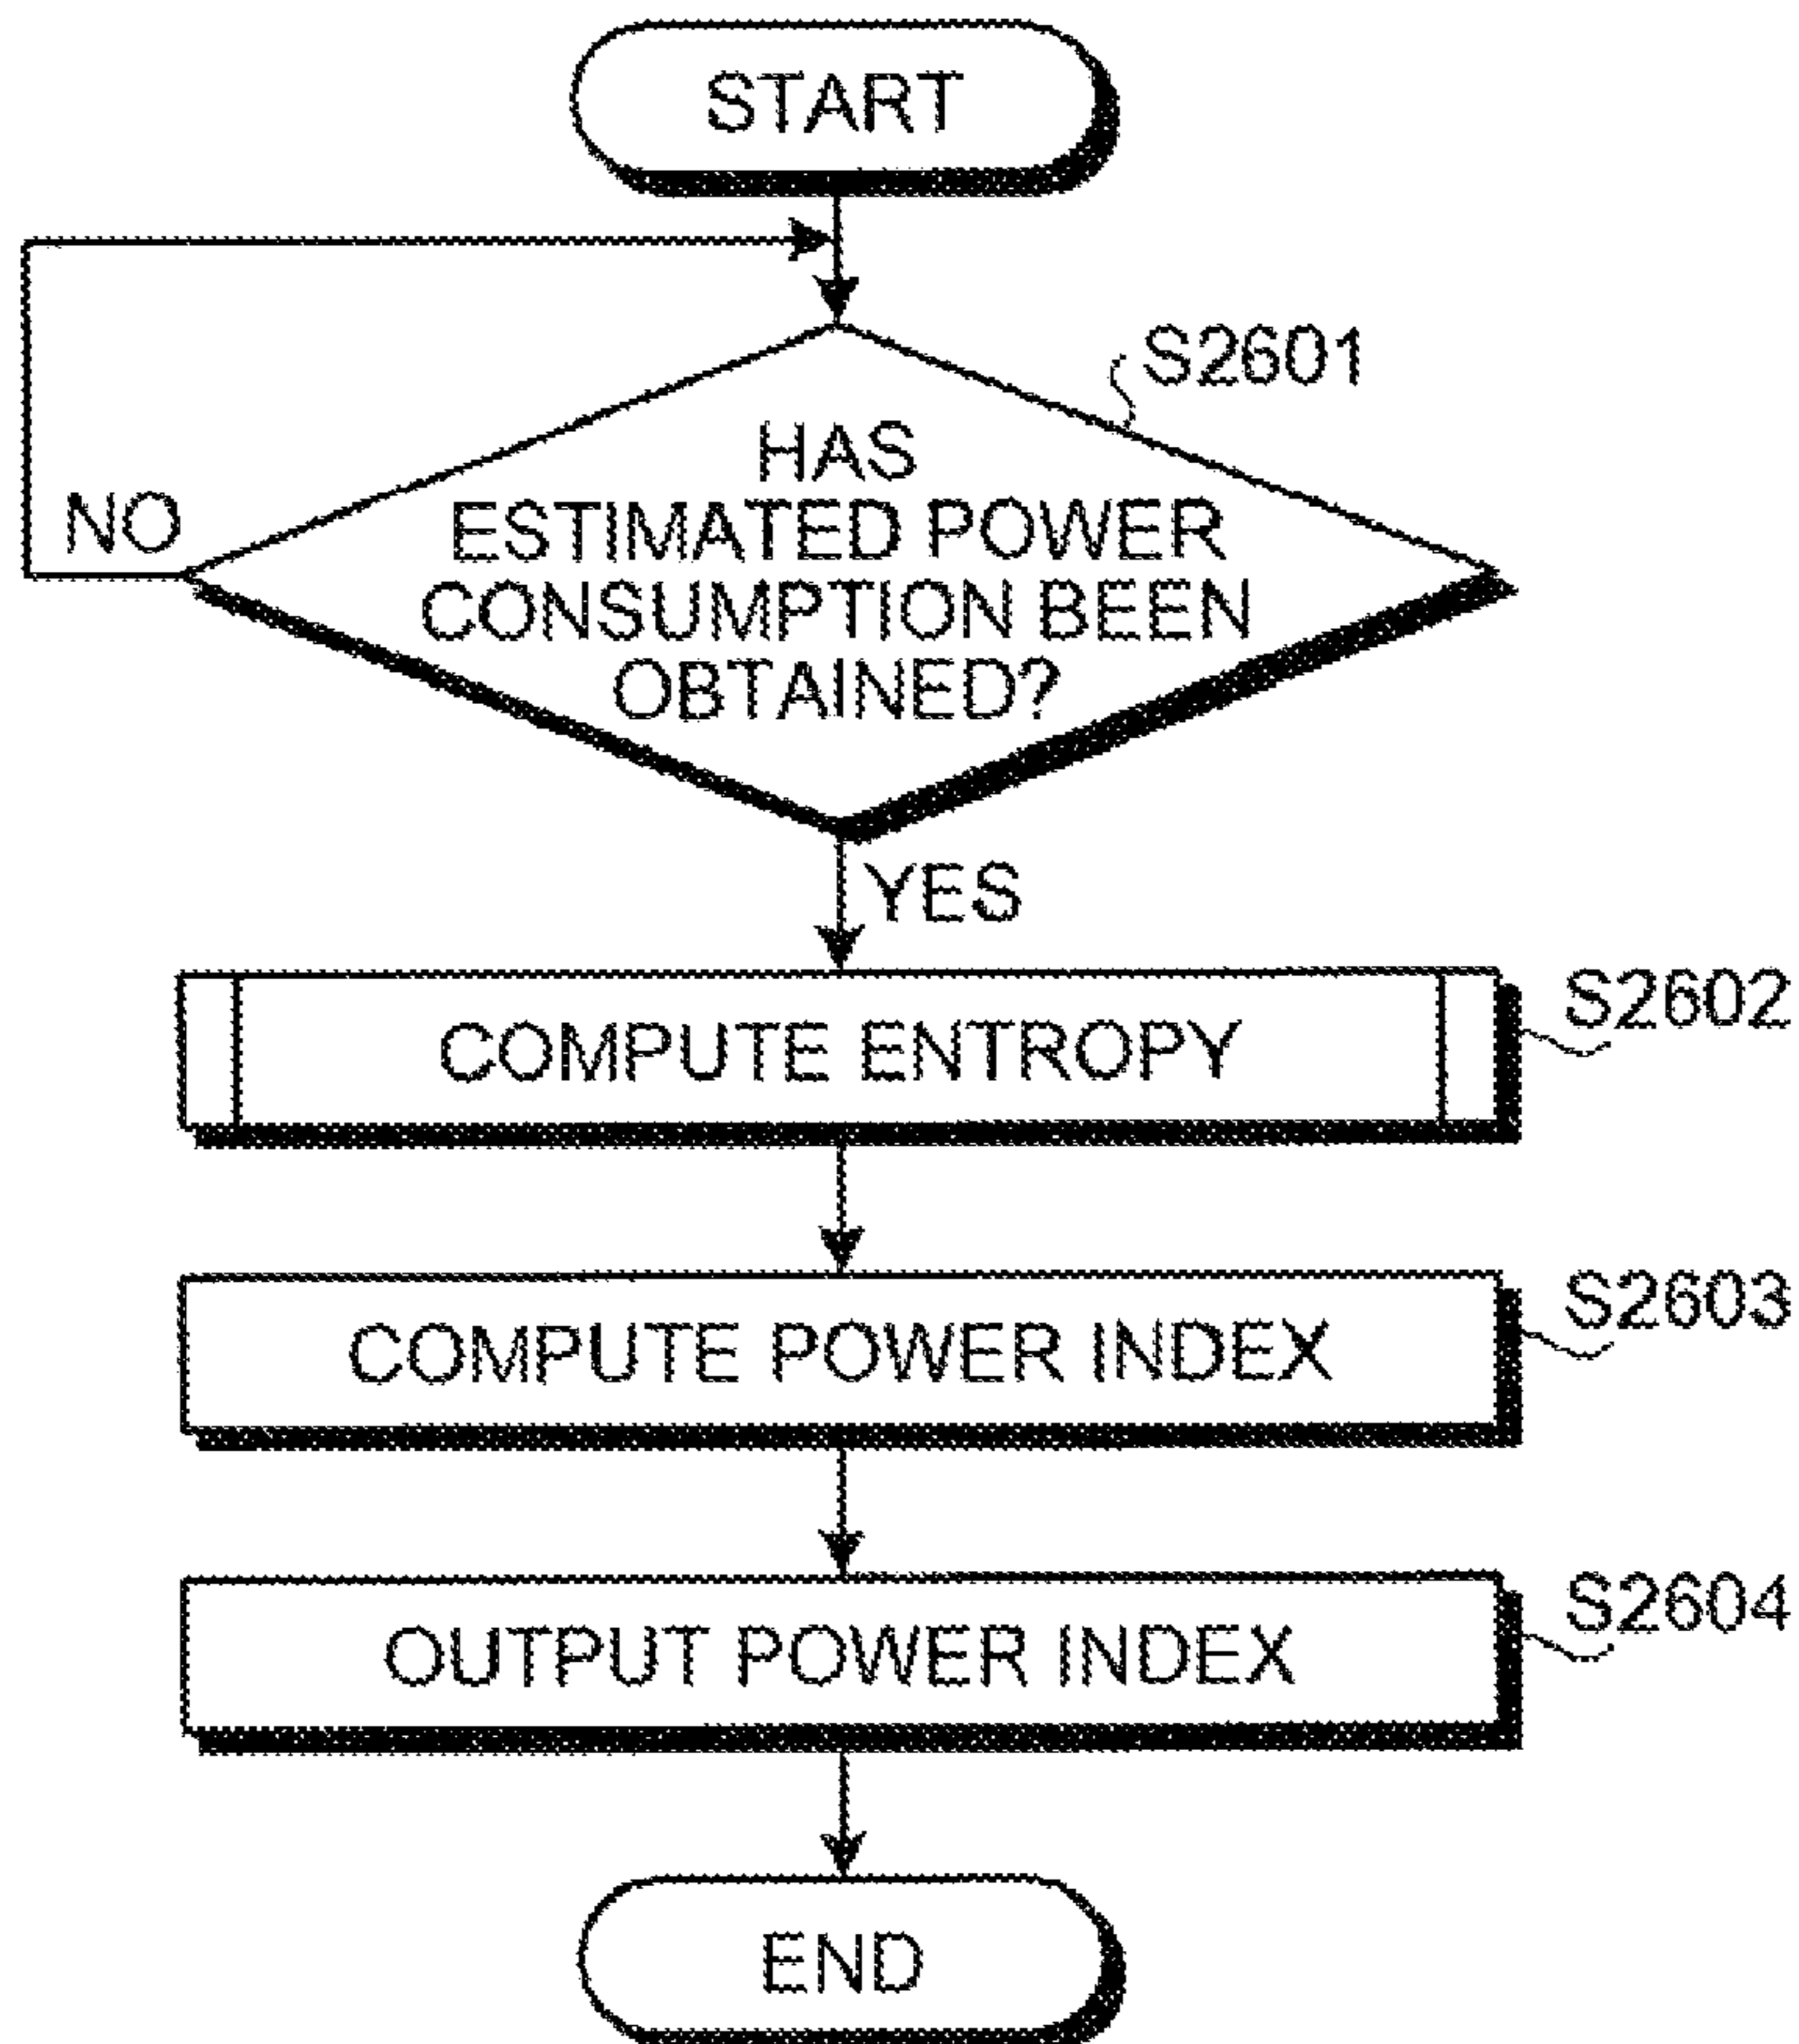 START
S2601
HAS
ESTIMATED POWER
CONSUMPTION BEEN
OBTAINED?
NO
YES
COMPUTE ENTROPY
S2602
COMPUTE POWER INDEX
S2603
OUTPUT POWER INDEX
S2604
END